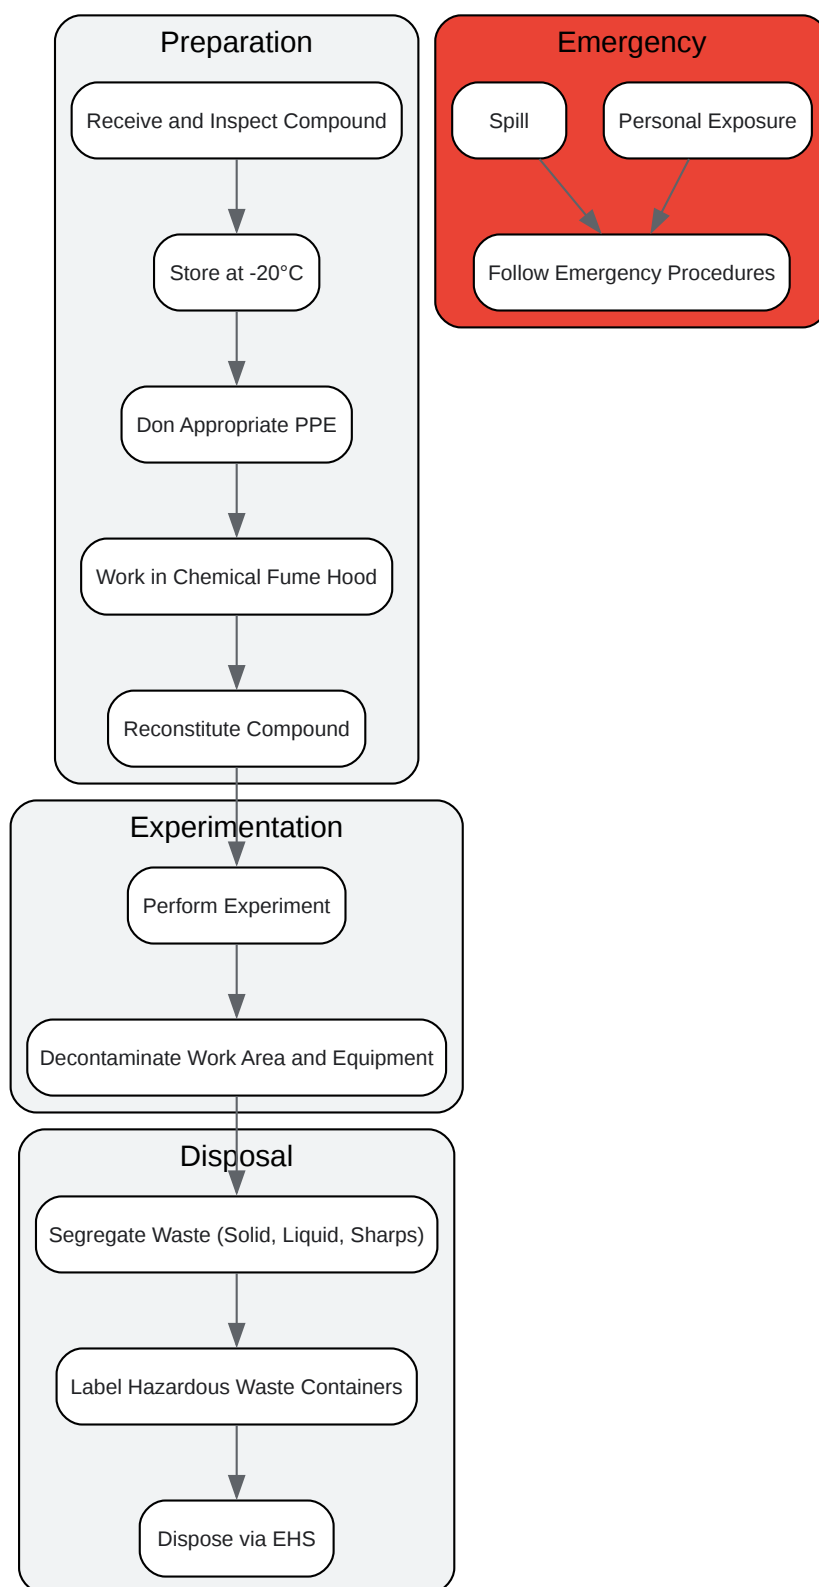 Preparation
Receive and Inspect Compound
Store at -20°C
Don Appropriate PPE
Work in Chemical Fume Hood
Reconstitute Compound
Emergency
Spill
Personal Exposure
Follow Emergency Procedures
Experimentation
Perform Experiment
Decontaminate Work Area and Equipment
Disposal
Segregate Waste (Solid, Liquid, Sharps)
Label Hazardous Waste Containers
Dispose via EHS